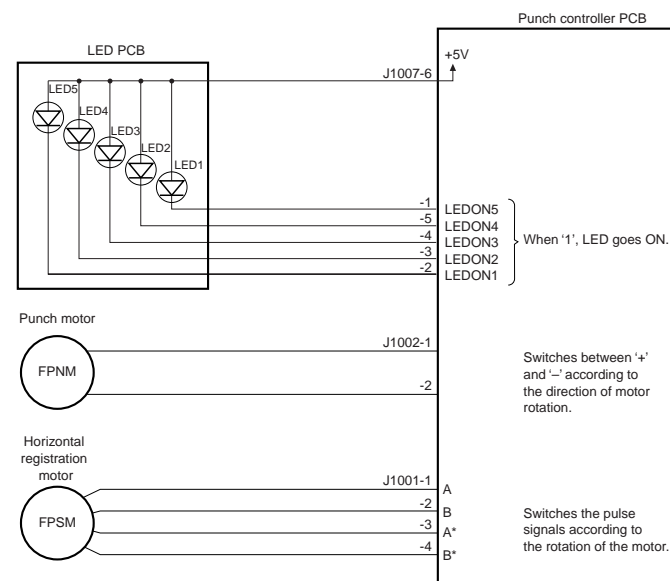 Punch controller PCB
LED PCB
+5V
J1007-6
LED5
LED4
LED3
LED2
LED1
-1
LEDON5
-5
LEDON4
-4
LEDON3
-3
LEDON2
-2
LEDON1
When ‘1’, LED goes ON.
Punch motor
J1002-1
FPNM
-2
Switches between ‘+’
and ‘–’ according to
the direction of motor
rotation.
Horizontal
registration
motor
J1001-1
A
-2
B
FPSM
-3
A*
-4
B*
Switches the pulse
signals according to
the rotation of the motor.